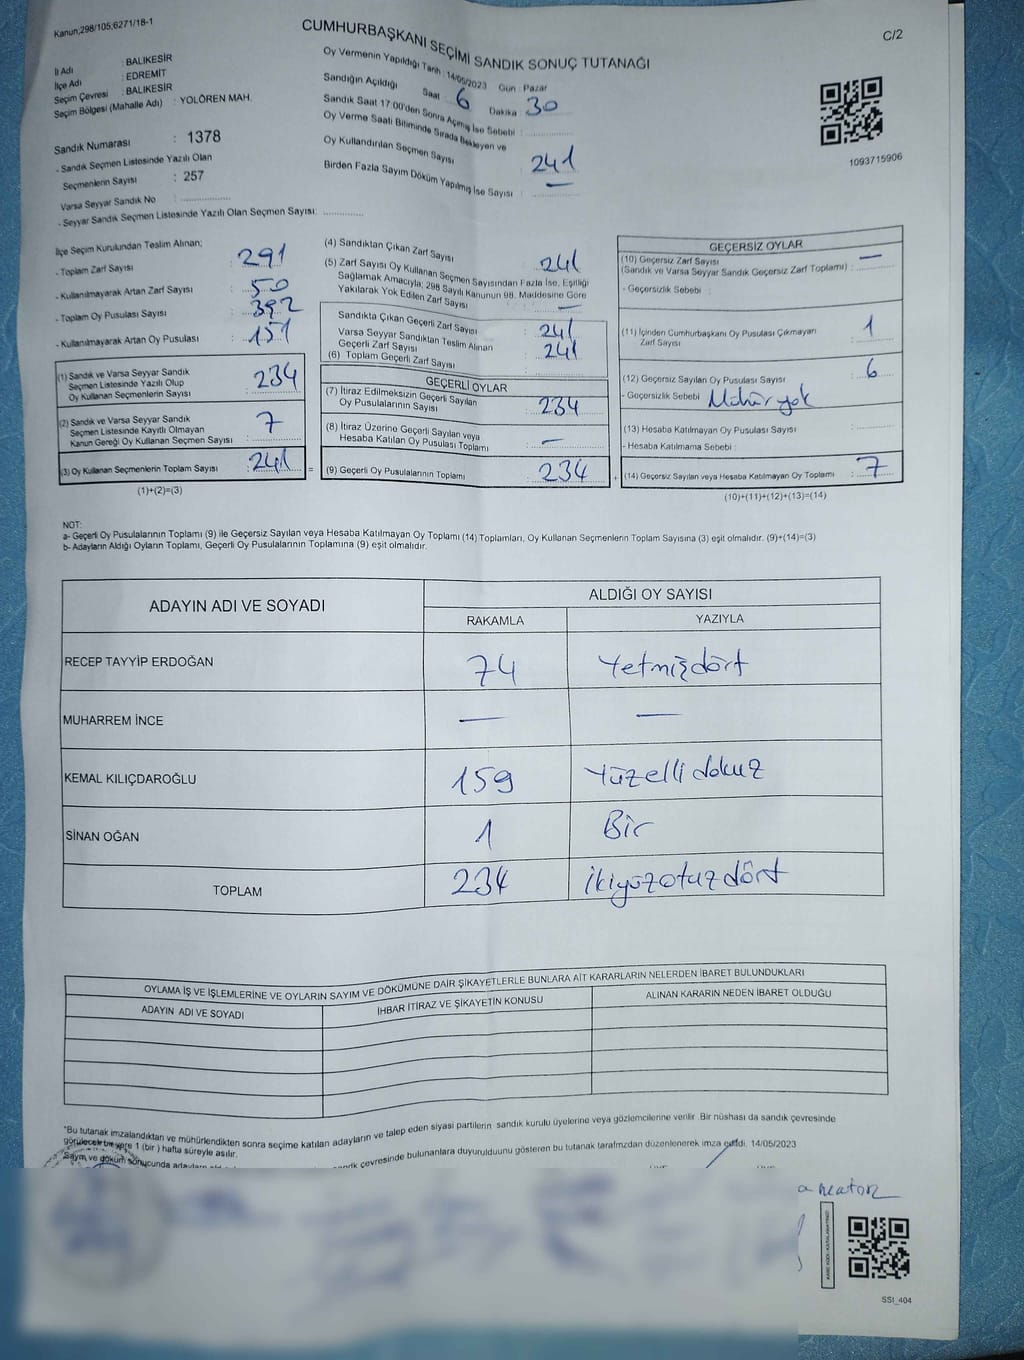 Kanun;298/105;6271/18-1
CUMHURBAŞKANI SEÇİMİ SANDIK SONUÇ TUTANAĞI
C/2
İl Adı : BALIKESİR
İlçe Adı : EDREMİT
Seçim Çevresi : BALIKESİR
Seçim Bölgesi (Mahalle Adı) : YOLÖREN MAH.
Sandık Numarası : 1378
- Sandık Seçmen Listesinde Yazılı Olan
Seçmenlerin Sayısı : 257
Varsa Seyyar Sandık No :
- Seyyar Sandık Seçmen Listesinde Yazılı Olan Seçmen Sayısı:
Oy Vermenin Yapıldığı Tarih : 14/05/2023 Gün : Pazar
Sandığın Açıldığı Saat : 6 Dakika : 30
Sandık Saat 17:00'den Sonra Açılmış İse Sebebi :
Oy Verme Saati Bitiminde Sırada Bekleyen ve
Oy Kullandırılan Seçmen Sayısı : 241
Birden Fazla Sayım Döküm Yapılmış İse Sayısı : —
1093715906
İlçe Seçim Kurulundan Teslim Alınan;
- Toplam Zarf Sayısı : 291
- Kullanılmayarak Artan Zarf Sayısı : 50
- Toplam Oy Pusulası Sayısı : 392
- Kullanılmayarak Artan Oy Pusulası : 151
(1) Sandık ve Varsa Seyyar Sandık
Seçmen Listesinde Yazılı Olup
Oy Kullanan Seçmenlerin Sayısı : 234
(2) Sandık ve Varsa Seyyar Sandık
Seçmen Listesinde Kayıtlı Olmayan
Kanun Gereği Oy Kullanan Seçmen Sayısı : 7
(3) Oy Kullanan Seçmenlerin Toplam Sayısı : 241 =
(1)+(2)=(3)
(4) Sandıktan Çıkan Zarf Sayısı : 241
(5) Zarf Sayısı Oy Kullanan Seçmen Sayısından Fazla İse, Eşitliği
Sağlamak Amacıyla; 298 Sayılı Kanunun 98. Maddesine Göre
Yakılarak Yok Edilen Zarf Sayısı : —
Sandıkta Çıkan Geçerli Zarf Sayısı : 241
Varsa Seyyar Sandıktan Teslim Alınan
Geçerli Zarf Sayısı : 241
(6) Toplam Geçerli Zarf Sayısı :
GEÇERLİ OYLAR
(7) İtiraz Edilmeksizin Geçerli Sayılan
Oy Pusulalarının Sayısı : 234
(8) İtiraz Üzerine Geçerli Sayılan veya
Hesaba Katılan Oy Pusulası Toplamı : —
(9) Geçerli Oy Pusulalarının Toplamı : 234 +
GEÇERSİZ OYLAR
(10) Geçersiz Zarf Sayısı
(Sandık ve Varsa Seyyar Sandık Geçersiz Zarf Toplamı) : —
- Geçersizlik Sebebi :
(11) İçinden Cumhurbaşkanı Oy Pusulası Çıkmayan
Zarf Sayısı : 1
(12) Geçersiz Sayılan Oy Pusulası Sayısı : 6
- Geçersizlik Sebebi : Mühür yok
(13) Hesaba Katılmayan Oy Pusulası Sayısı :
- Hesaba Katılmama Sebebi :
(14) Geçersiz Sayılan veya Hesaba Katılmayan Oy Toplamı : 7
(10)+(11)+(12)+(13)=(14)
NOT:
a- Geçerli Oy Pusulalarının Toplamı (9) ile Geçersiz Sayılan veya Hesaba Katılmayan Oy Toplamı (14) Toplamları, Oy Kullanan Seçmenlerin Toplam Sayısına (3) eşit olmalıdır. (9)+(14)=(3)
b- Adayların Aldığı Oyların Toplamı, Geçerli Oy Pusulalarının Toplamına (9) eşit olmalıdır.
ADAYIN ADI VE SOYADI
ALDIĞI OY SAYISI
RAKAMLA YAZIYLA
RECEP TAYYİP ERDOĞAN 74 Yetmişdört
MUHARREM İNCE — —
KEMAL KILIÇDAROĞLU 159 Yüzelli dokuz
SİNAN OĞAN 1 Bir
TOPLAM 234 ikiyüzotuzdört
OYLAMA İŞ VE İŞLEMLERİNE VE OYLARIN SAYIM VE DÖKÜMÜNE DAİR ŞİKAYETLERLE BUNLARA AİT KARARLARIN NELERDEN İBARET BULUNDUKLARI
ADAYIN ADI VE SOYADI İHBAR İTİRAZ VE ŞİKAYETİN KONUSU ALINAN KARARIN NEDEN İBARET OLDUĞU
"Bu tutanak imzalandıktan ve mühürlendikten sonra seçime katılan adayların ve talep eden siyasi partilerin sandık kurulu üyelerine veya gözlemcilerine verilir .Bir nüshası da sandık çevresinde
görülecek bir yere 1 (bir ) hafta süreyle asılır.
Sayım ve döküm sonucunda sandık çevresinde bulunanlara duyurulduunu gösteren bu tutanak tarafımzdan düzenlenerek imza edildi. 14/05/2023
SSI_404